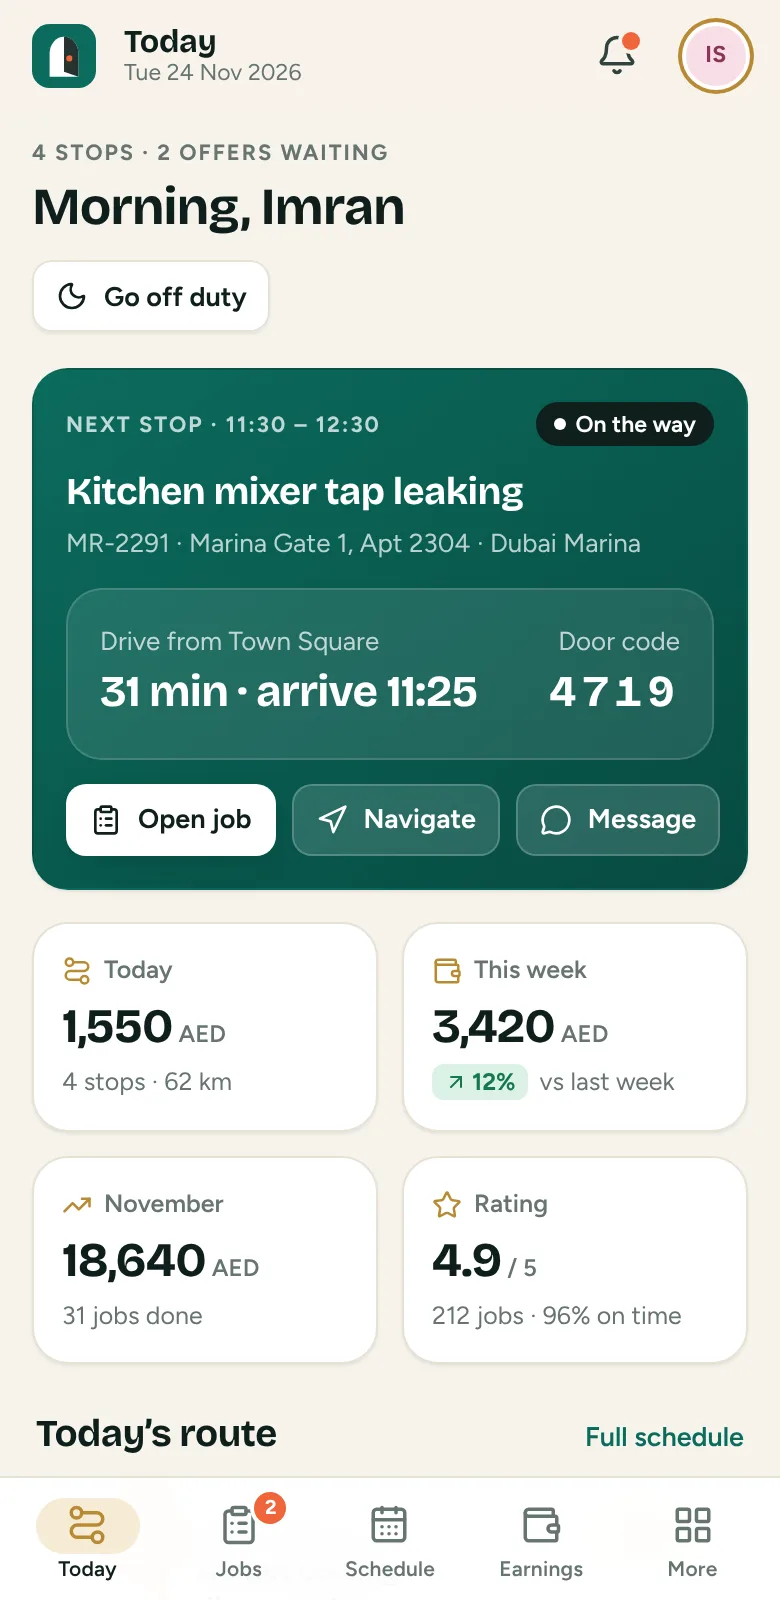 Today
Tue 24 Nov 2026
IS
4 STOPS · 2 OFFERS WAITING
Morning, Imran
Go off duty
NEXT STOP · 11:30 – 12:30
On the way
Kitchen mixer tap leaking
MR-2291 · Marina Gate 1, Apt 2304 · Dubai Marina
Drive from Town Square
Door code
31 min · arrive 11:25
4719
Open job
Navigate
Message
Today
1,550 AED
4 stops · 62 km
This week
3,420 AED
12% vs last week
November
18,640 AED
31 jobs done
Rating
4.9 / 5
212 jobs · 96% on time
Today's route
Full schedule
2
Today
Jobs
Schedule
Earnings
More